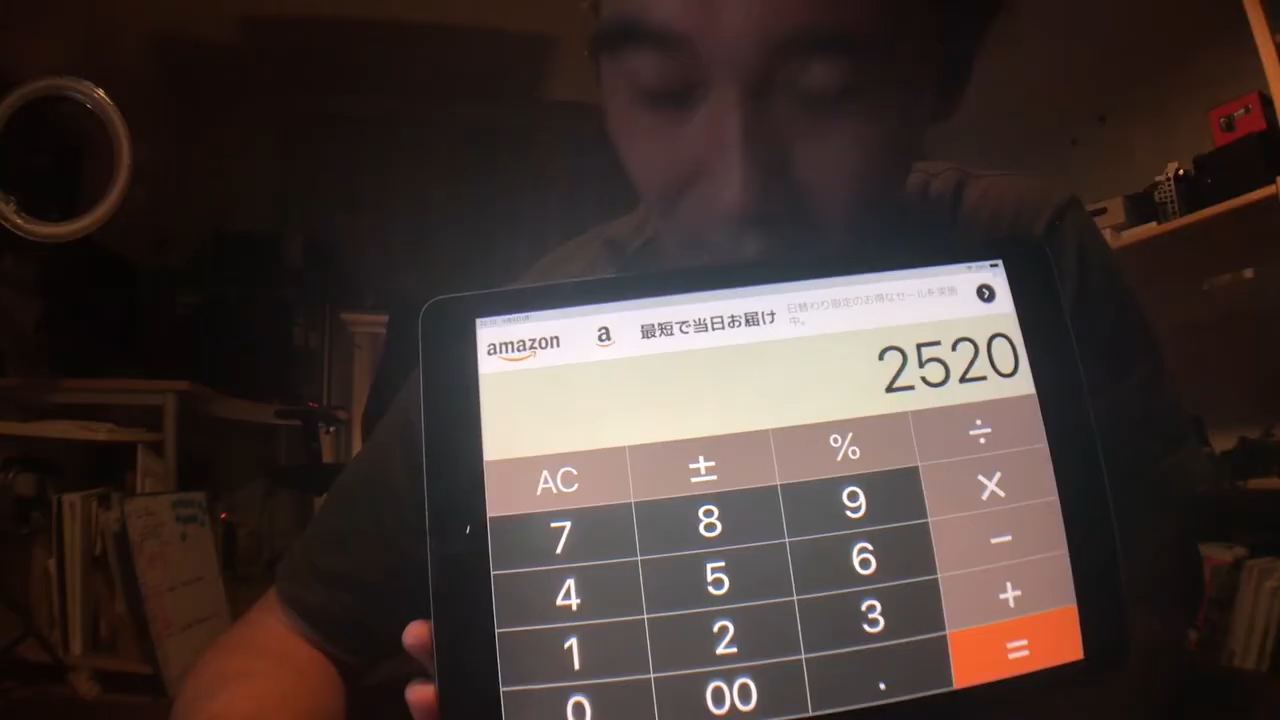 amazon
a
最短で当日お届け
日替わり限定のお得なセールを実施
中。
2520
AC ± % ÷
7 8 9 ×
4 5 6 −
1 2 3 +
0 00 . =